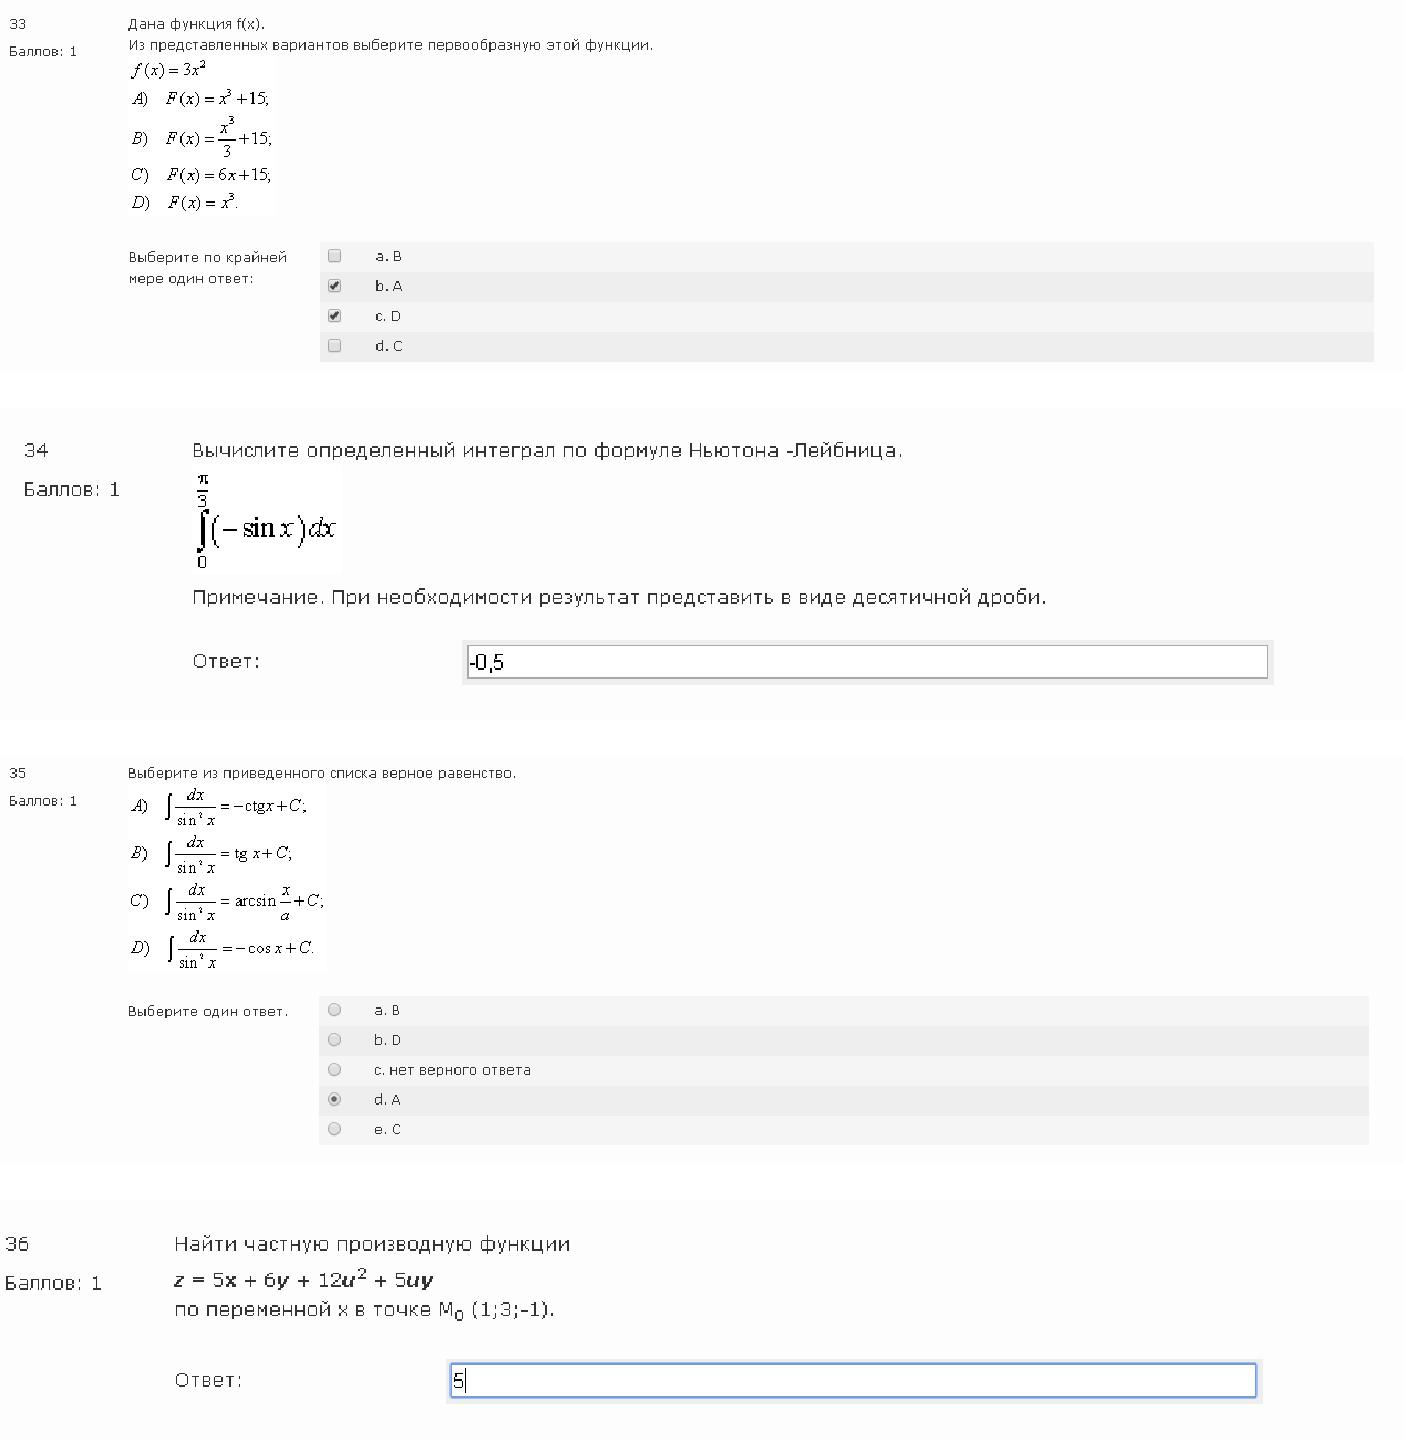 33
Дана функция f(x).
Баллов: 1
Из представленных вариантов выберите первообразную этой функции.
f(x) = 3x²
A) F(x) = x³ +15;
B) F(x) = x³/3 +15;
C) F(x) = 6x+15;
D) F(x) = x³.
Выберите по крайней
мере один ответ:
a. B
b. A
c. D
d. C
34
Вычислите определенный интеграл по формуле Ньютона -Лейбница.
Баллов: 1
π/3
∫(− sin x)dx
0
Примечание. При необходимости результат представить в виде десятичной дроби.
Ответ:
-0,5
35
Выберите из приведенного списка верное равенство.
Баллов: 1
A) ∫ dx/sin² x = −ctgx+C;
B) ∫ dx/sin² x = tg x+C;
C) ∫ dx/sin² x = arcsin x/a +C;
D) ∫ dx/sin² x = −cos x+C.
Выберите один ответ.
a. B
b. D
c. нет верного ответа
d. A
e. C
36
Найти частную производную функции
Баллов: 1
z = 5x + 6y + 12u² + 5uy
по переменной x в точке M₀ (1;3;-1).
Ответ:
5